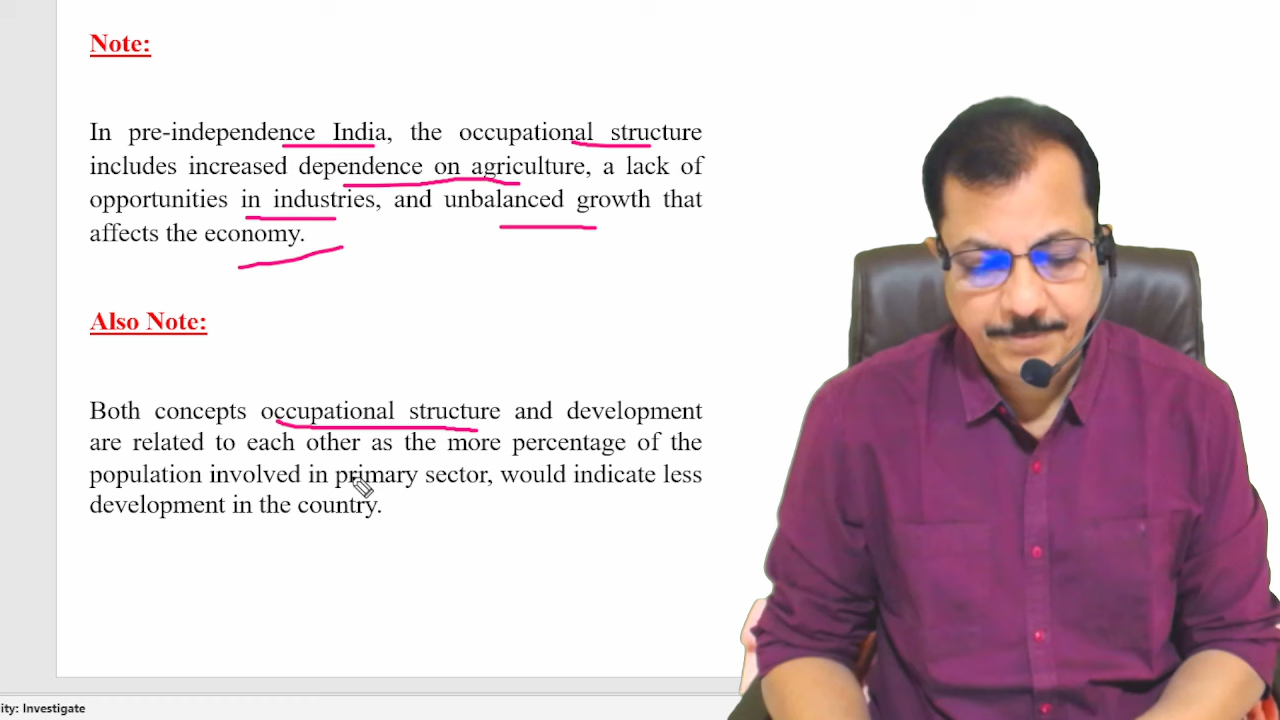 Note:
In pre-independence India, the occupational structure
includes increased dependence on agriculture, a lack of
opportunities in industries, and unbalanced growth that
affects the economy.
Also Note:
Both concepts occupational structure and development
are related to each other as the more percentage of the
population involved in primary sector, would indicate less
development in the country.
ity: Investigate